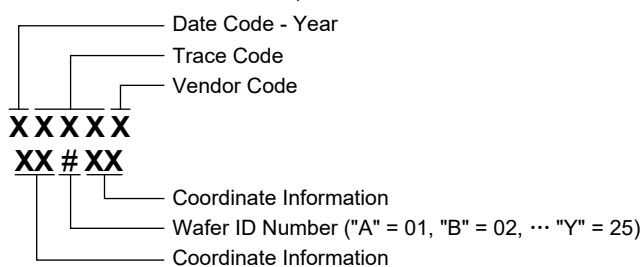 Date Code - Year
Trace Code
Vendor Code
X X X X X
XX # XX
Coordinate Information
Wafer ID Number ("A" = 01, "B" = 02, ⋯ "Y" = 25)
Coordinate Information